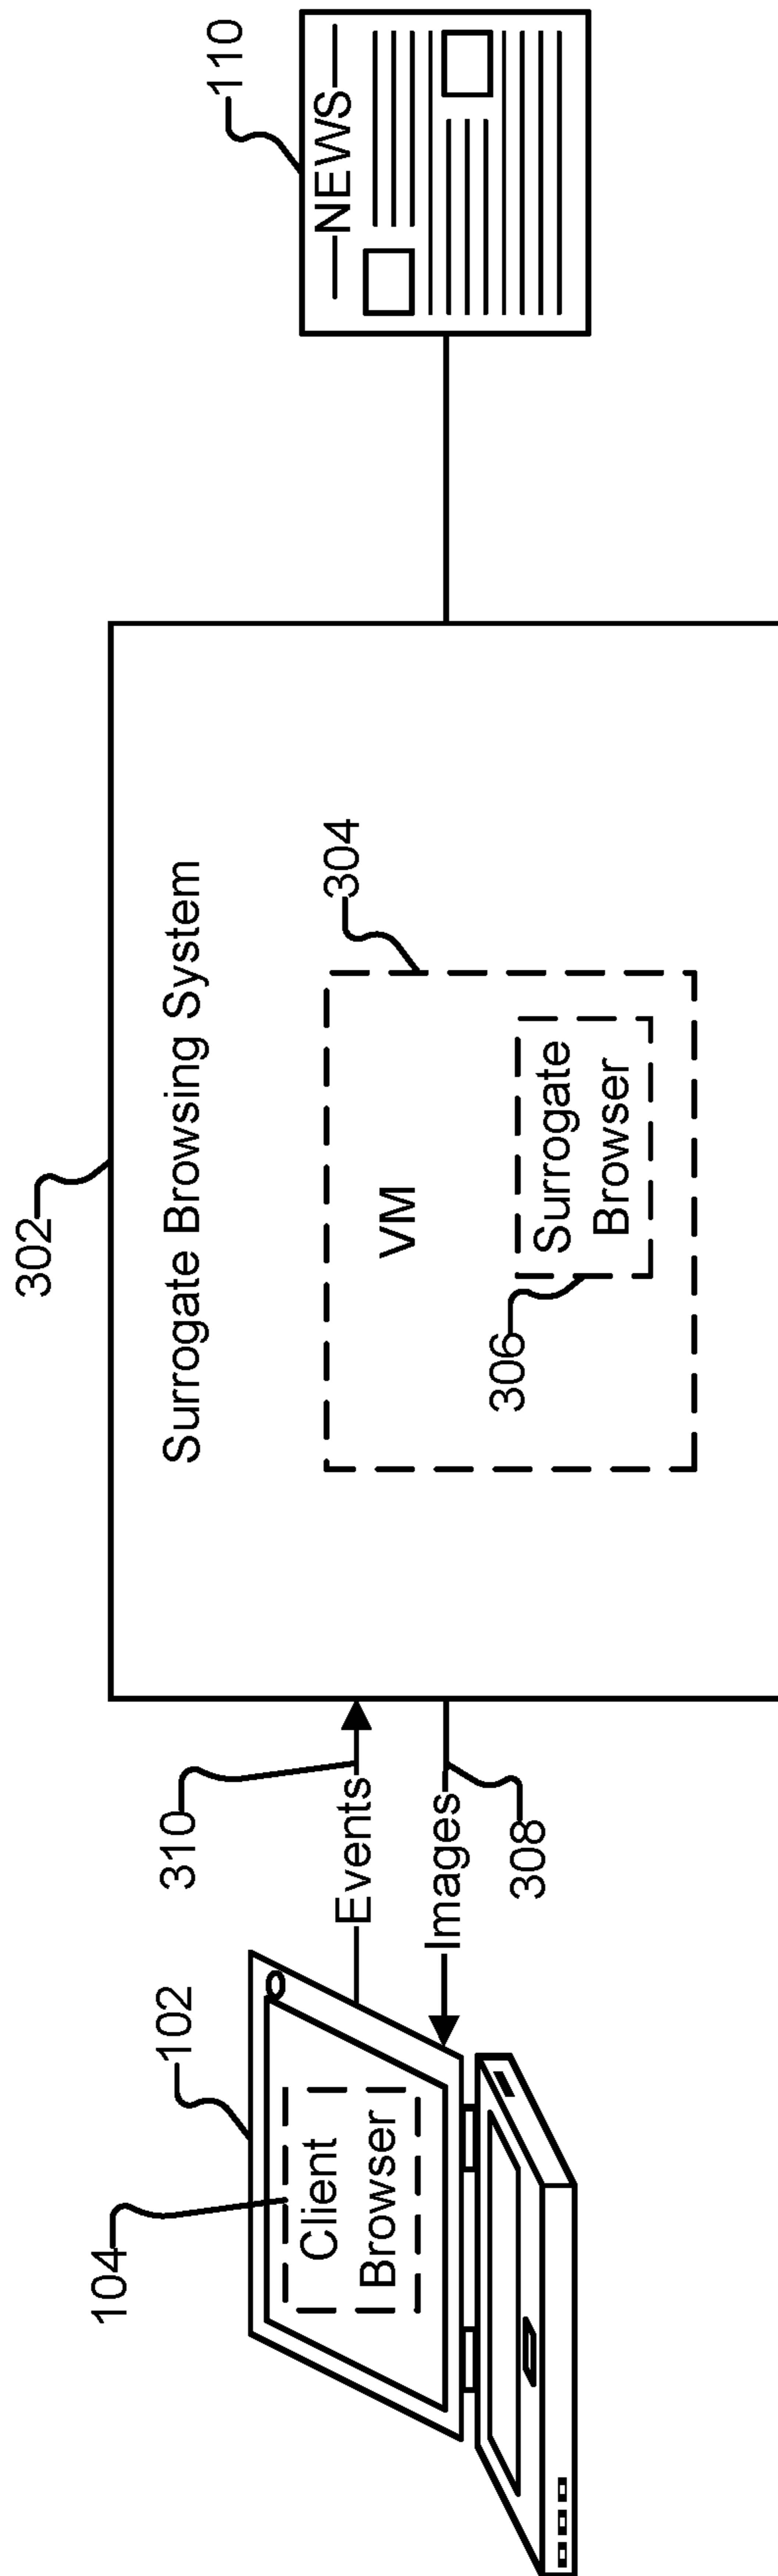 302
Surrogate Browsing System
304
VM
306
Surrogate
Browser
110
NEWS
102
104
Client
Browser
310
Events
Images
308